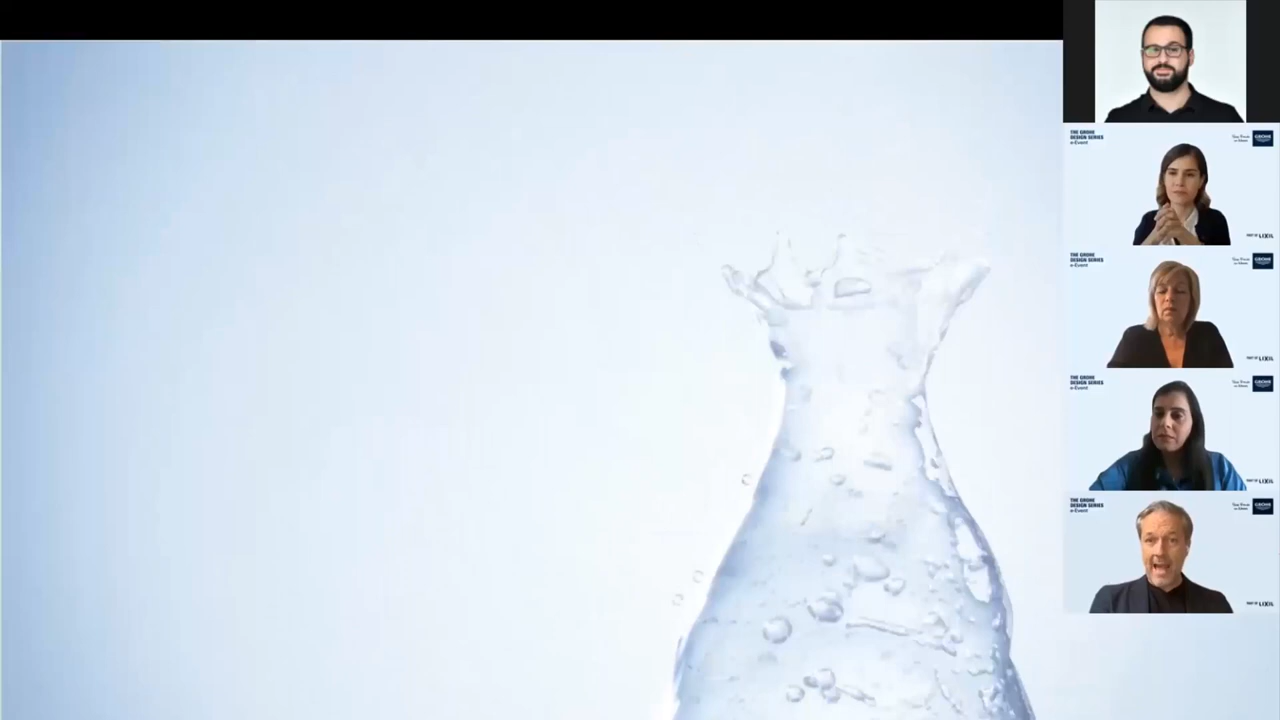 THE GROHE
DESIGN SERIES
e-Event
GROHE
PART OF LIXIL
THE GROHE
DESIGN SERIES
e-Event
GROHE
PART OF LIXIL
THE GROHE
DESIGN SERIES
e-Event
GROHE
PART OF LIXIL
THE GROHE
DESIGN SERIES
e-Event
GROHE
PART OF LIXIL